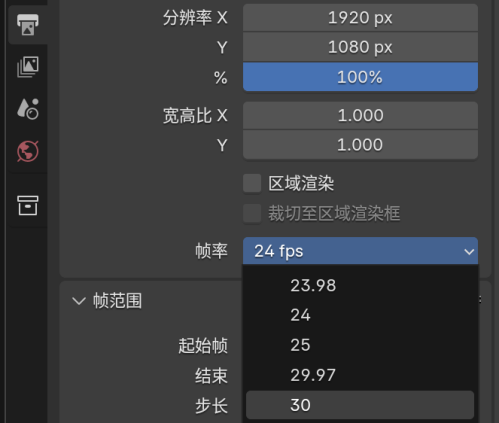 分辨率 X 1920 px
Y 1080 px
% 100%
宽高比 X 1.000
Y 1.000
区域渲染
裁切至区域渲染框
帧率 24 fps
23.98
帧范围
24
起始帧 25
结束 29.97
步长 30